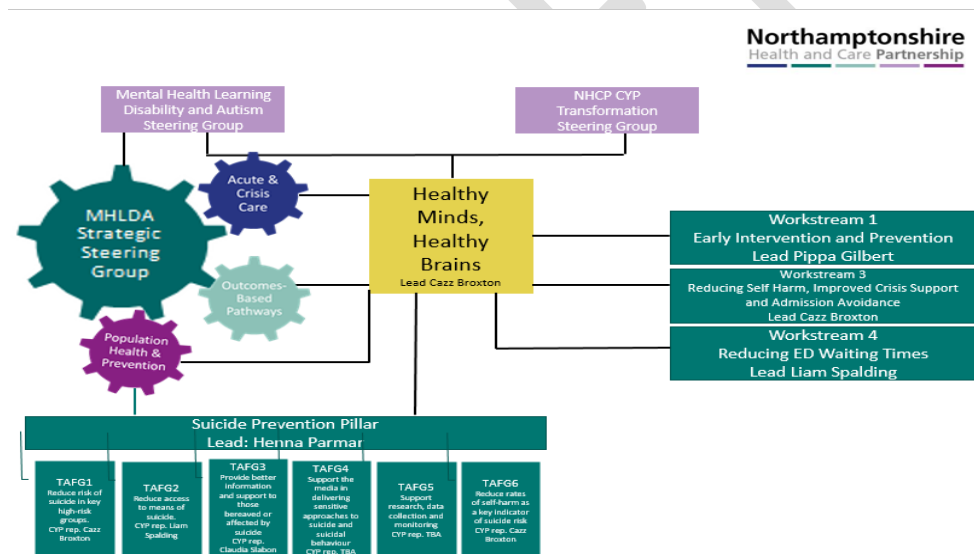 Northamptonshire
Health and Care Partnership
Mental Health Learning
Disability and Autism
Steering Group
NHCP CYP
Transformation
Steering Group
MHLDA
Strategic
Steering
Group
Acute &
Crisis
Care
Outcomes-
Based
Pathways
Population
Health &
Prevention
Healthy
Minds,
Healthy
Brains
Lead Cazz Broxton
Workstream 1
Early Intervention and Prevention
Lead Pippa Gilbert
Workstream 3
Reducing Self Harm, Improved Crisis Support
and Admission Avoidance
Lead Cazz Broxton
Workstream 4
Reducing ED Waiting Times
Lead Liam Spalding
Suicide Prevention Pillar
Lead: Henna Parmar
TAFG1
Reduce risk of
suicide in key
high-risk
groups.
CYP rep. Cazz
Broxton
TAFG2
Reduce access
to means of
suicide.
CYP rep. Liam
Spalding
TAFG3
Provide better
information
and support to
those
bereaved or
affected by
suicide
CYP rep.
Claudia Slabon
TAFG4
Support the
media in
delivering
sensitive
approaches to
suicide and
suicidal
behaviour
CYP rep. TBA
TAFG5
Support
research, data
collection and
monitoring
CYP rep. TBA
TAFG6
Reduce rates
of self-harm as
a key indicator
of suicide risk
CYP rep. Cazz
Broxton